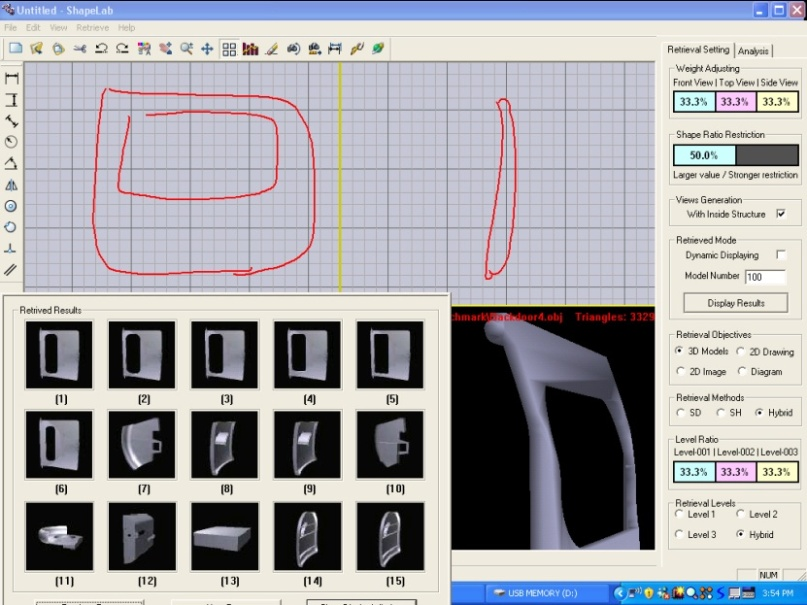 Untitled - ShapeLab
File Edit View Retrieve Help
Retrieval Setting Analysis
Weight Adjusting
Front View | Top View | Side View
33.3% 33.3% 33.3%
Shape Ratio Restriction
50.0%
Larger value / Stronger restriction
Views Generation
With Inside Structure
Retrieved Mode
Dynamic Displaying
Model Number 100
Display Results
Retrieval Objectives
3D Models 2D Drawing
2D Image Diagram
Retrieval Methods
SD SH Hybrid
Level Ratio
Level-001 | Level-002 | Level-003
33.3% 33.3% 33.3%
Retrieval Levels
Level 1 Level 2
Level 3 Hybrid
Triangles: 3329
Retrived Results
(1) (2) (3) (4) (5)
(6) (7) (8) (9) (10)
(11) (12) (13) (14) (15)
NUM
USB MEMORY (D:)
3:54 PM